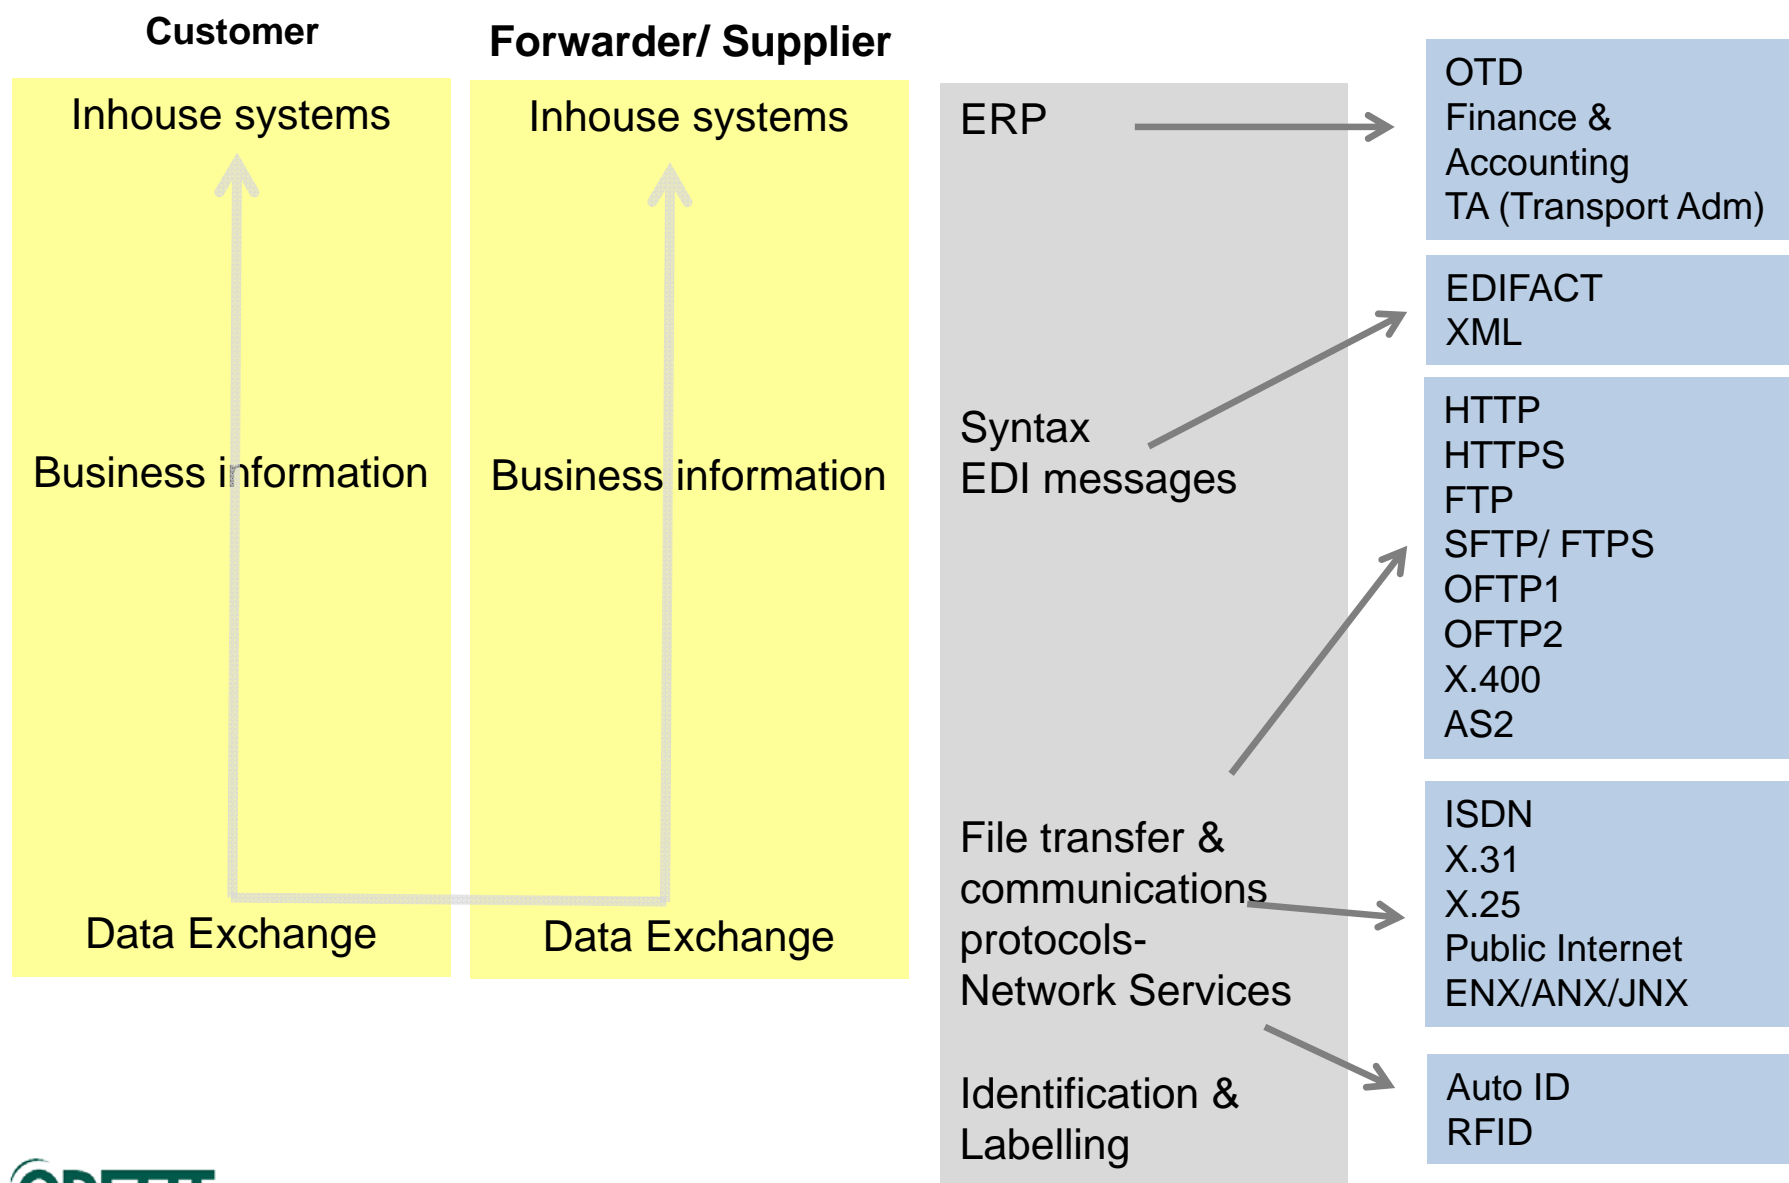 Customer
Inhouse systems
Business information
Data Exchange
Forwarder/ Supplier
Inhouse systems
Business information
Data Exchange
ERP
Syntax
EDI messages
File transfer &
communications
protocols-
Network Services
Identification &
Labelling
OTD
Finance &
Accounting
TA (Transport Adm)
EDIFACT
XML
HTTP
HTTPS
FTP
SFTP/ FTPS
OFTP1
OFTP2
X.400
AS2
ISDN
X.31
X.25
Public Internet
ENX/ANX/JNX
Auto ID
RFID